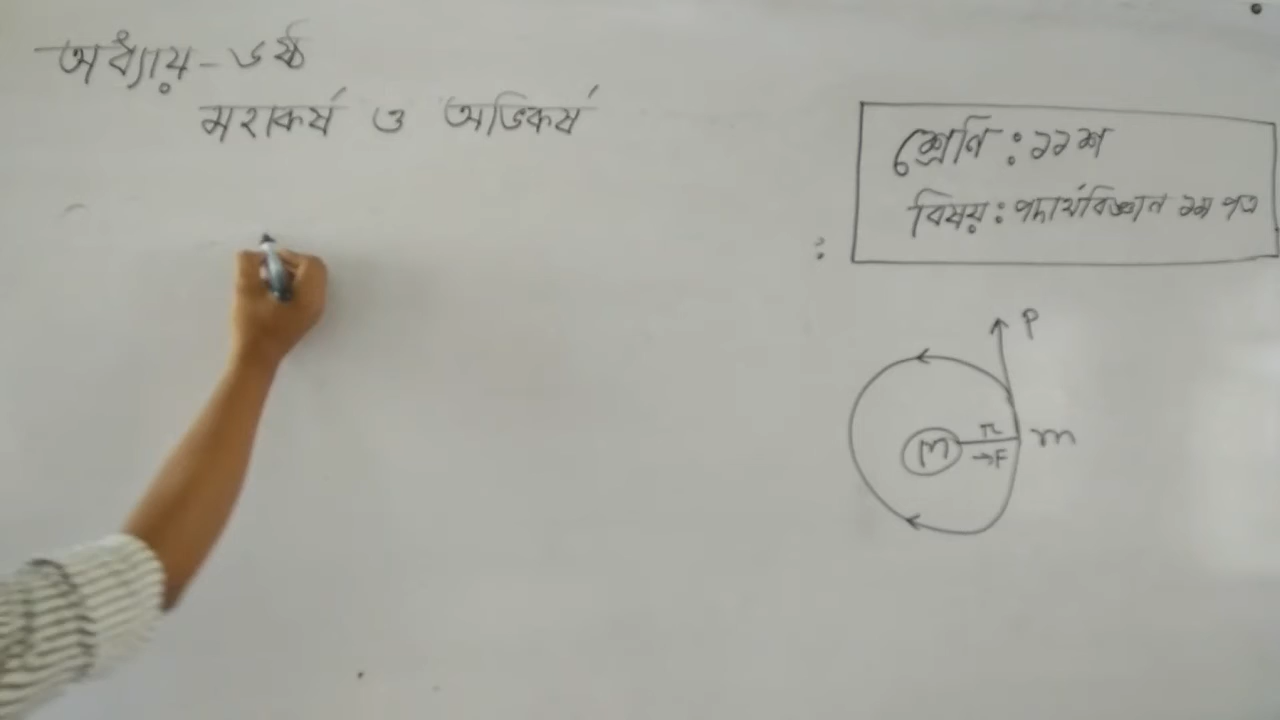 অধ্যায় - ৬ষ্ঠ
মহাকর্ষ ও অভিকর্ষ
শ্রেণি : ১১শ
বিষয় : পদার্থবিজ্ঞান ১ম পত্র
P
M
r
→F
m